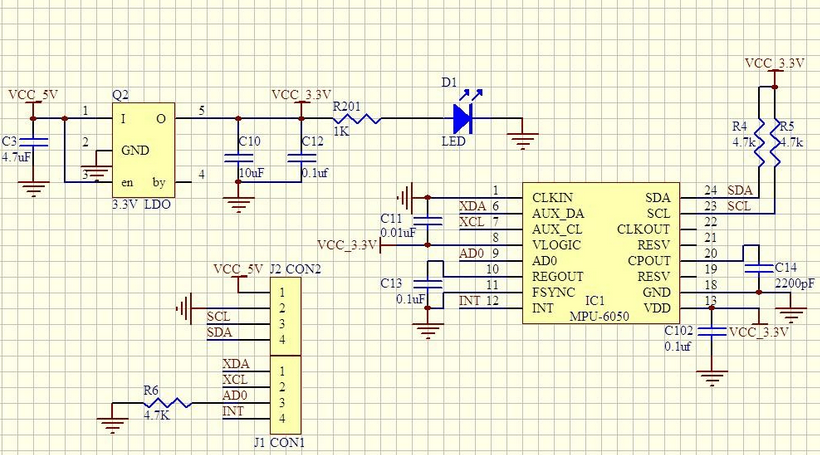 VCC_5V
Q2
1
I
O
5
C3
4.7uF
2
GND
3
en
by
4
3.3V LDO
C10
10uF
VCC_3.3V
C12
0.1uf
R201
1K
D1
LED
VCC_3.3V
R4
4.7k
R5
4.7k
C11
0.01uF
VCC_3.3V
C13
0.1uF
1
CLKIN
XDA 6
AUX_DA
XCL 7
AUX_CL
8
VLOGIC
AD0 9
AD0
10
REGOUT
11
FSYNC
INT 12
INT
SDA
24 SDA
SCL
23 SCL
CLKOUT
22
RESV
21
CPOUT
20
RESV
19
GND
18
VDD
13
IC1
MPU-6050
C14
2200pF
C102
0.1uf
VCC_3.3V
J2 CON2
VCC_5V
1
2
SCL
3
SDA
4
XDA
1
XCL
2
AD0
3
INT
4
R6
4.7K
J1 CON1